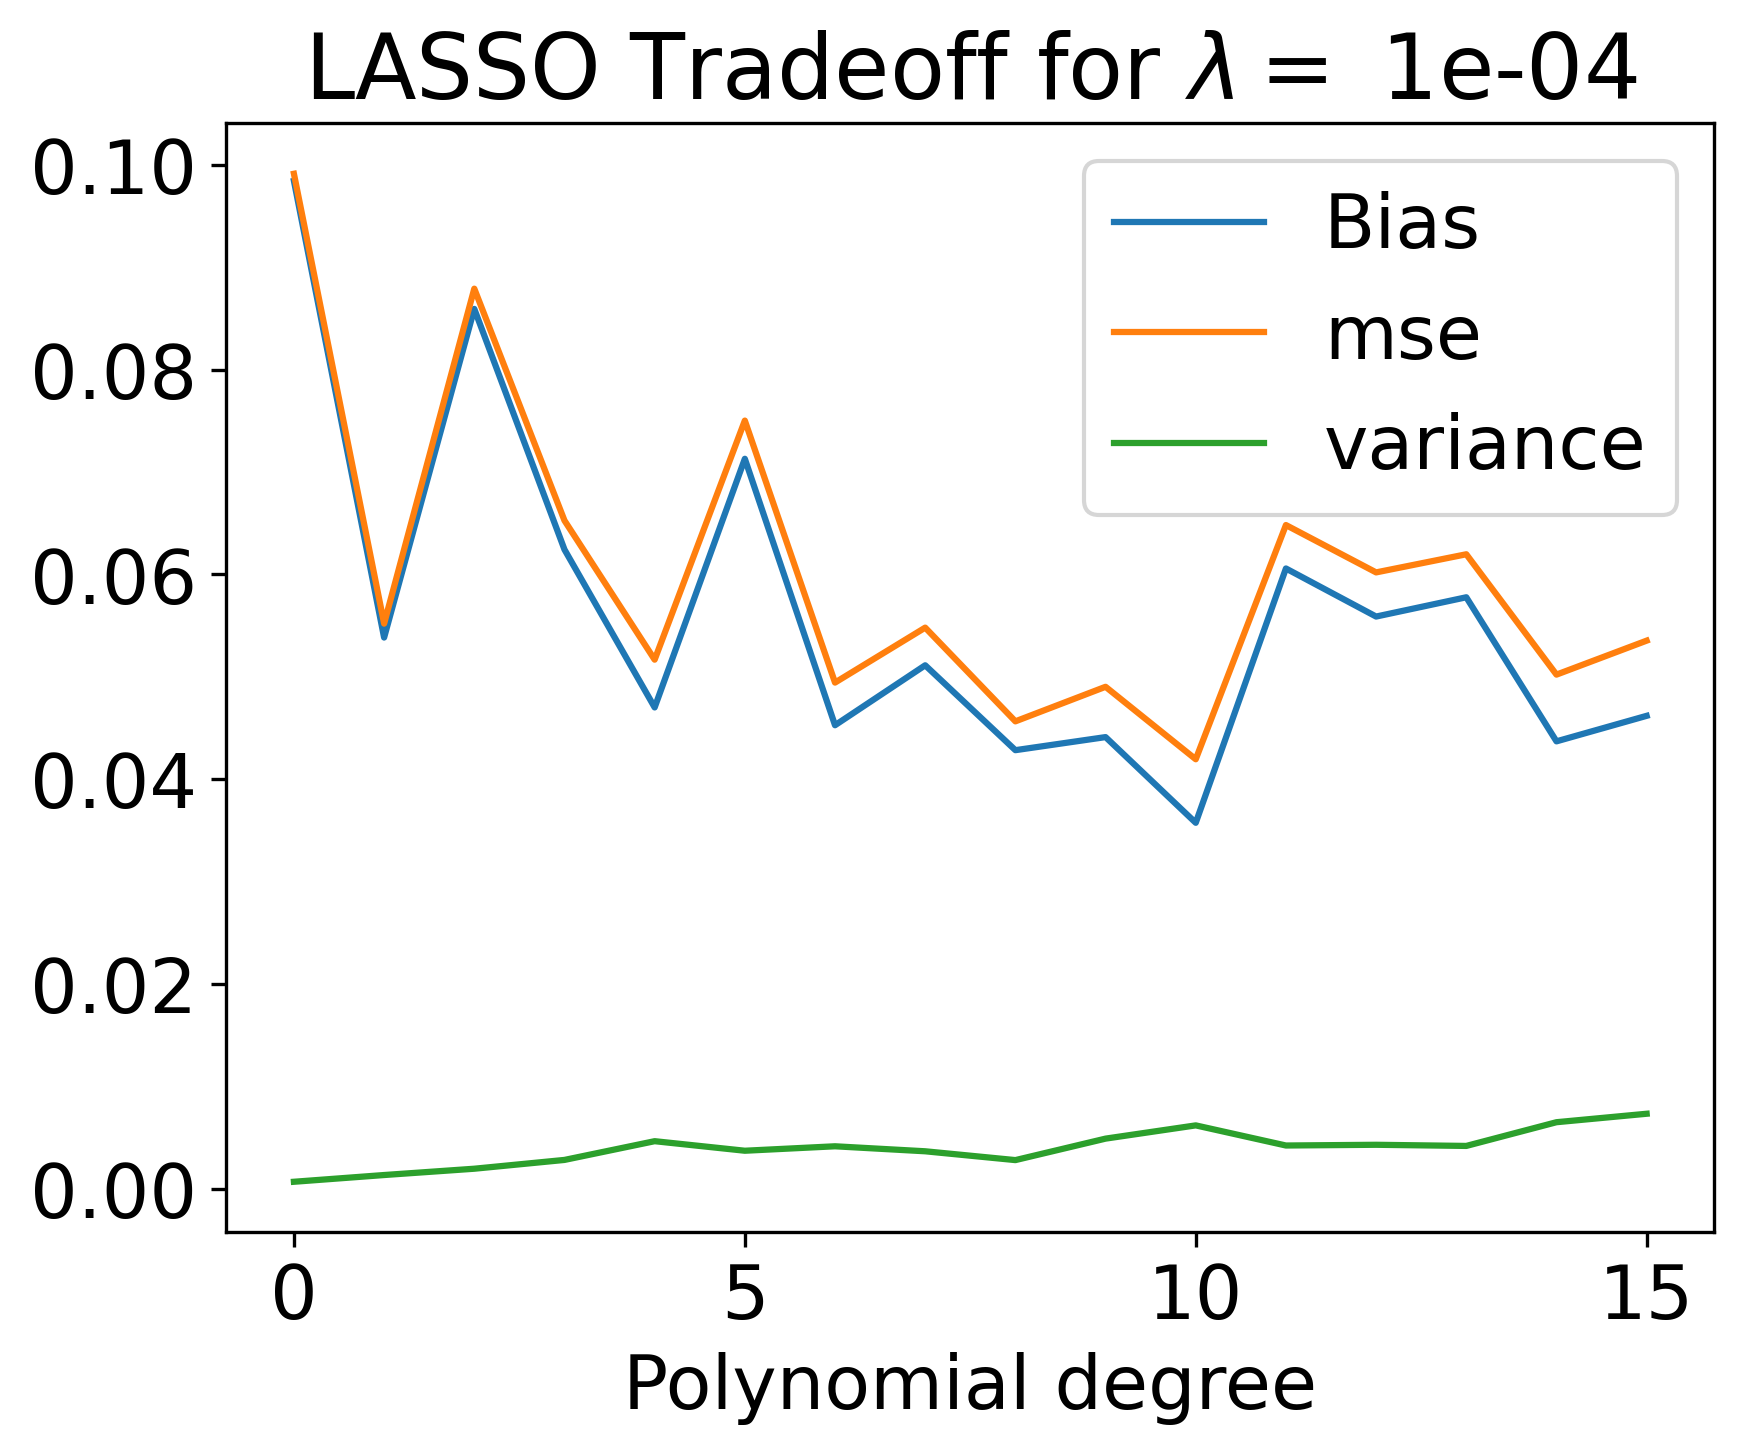 LASSO Tradeoff for λ = 1e-04
0.10
0.08
0.06
0.04
0.02
0.00
Bias
mse
variance
0 5 10 15
Polynomial degree